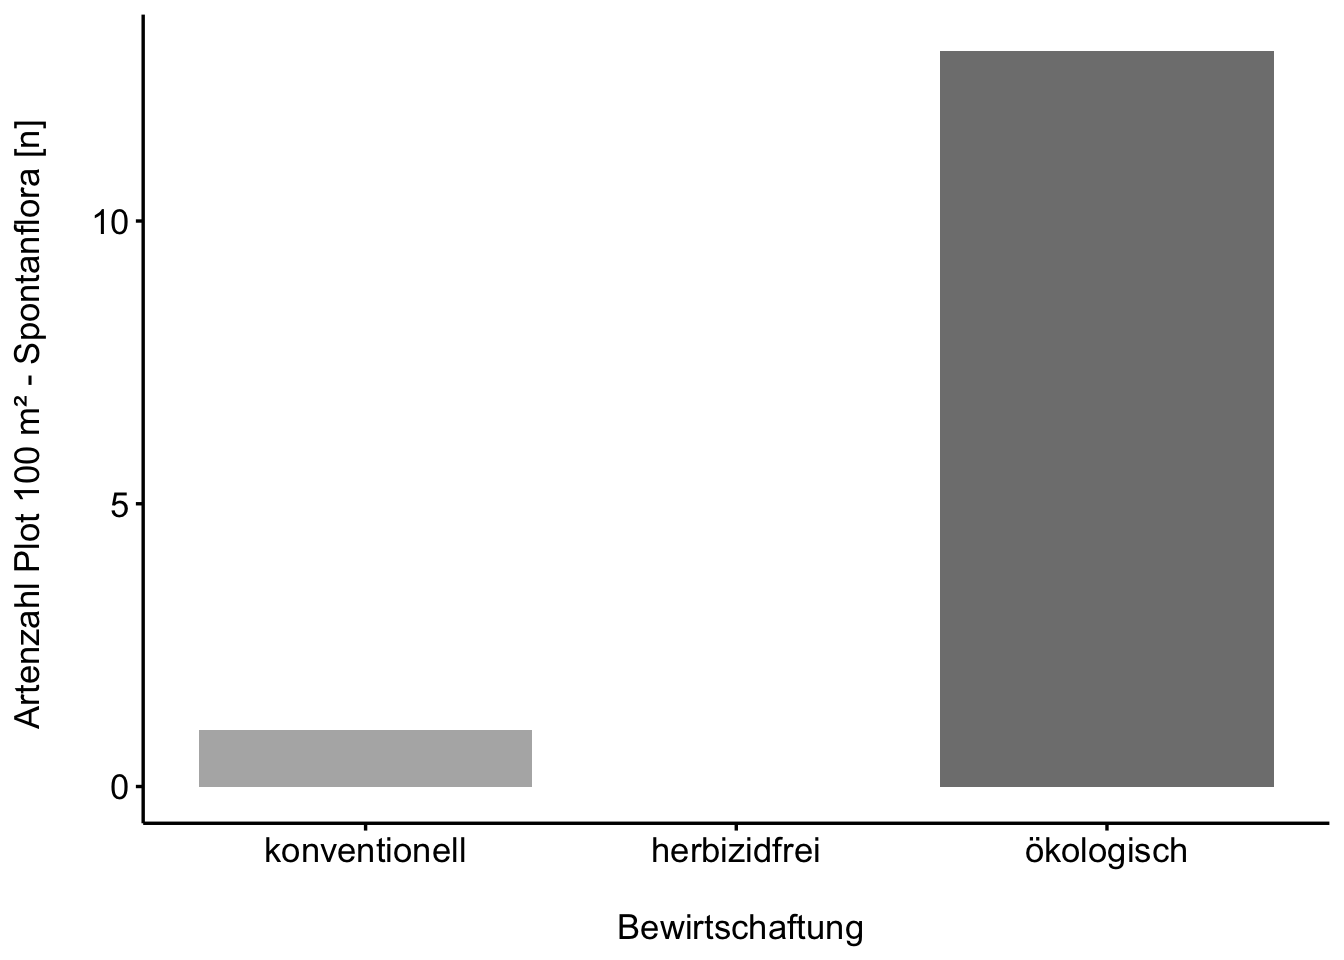 Artenzahl Plot 100 m² - Spontanflora [n]
10
5
0
konventionell
herbizidfrei
ökologisch
Bewirtschaftung